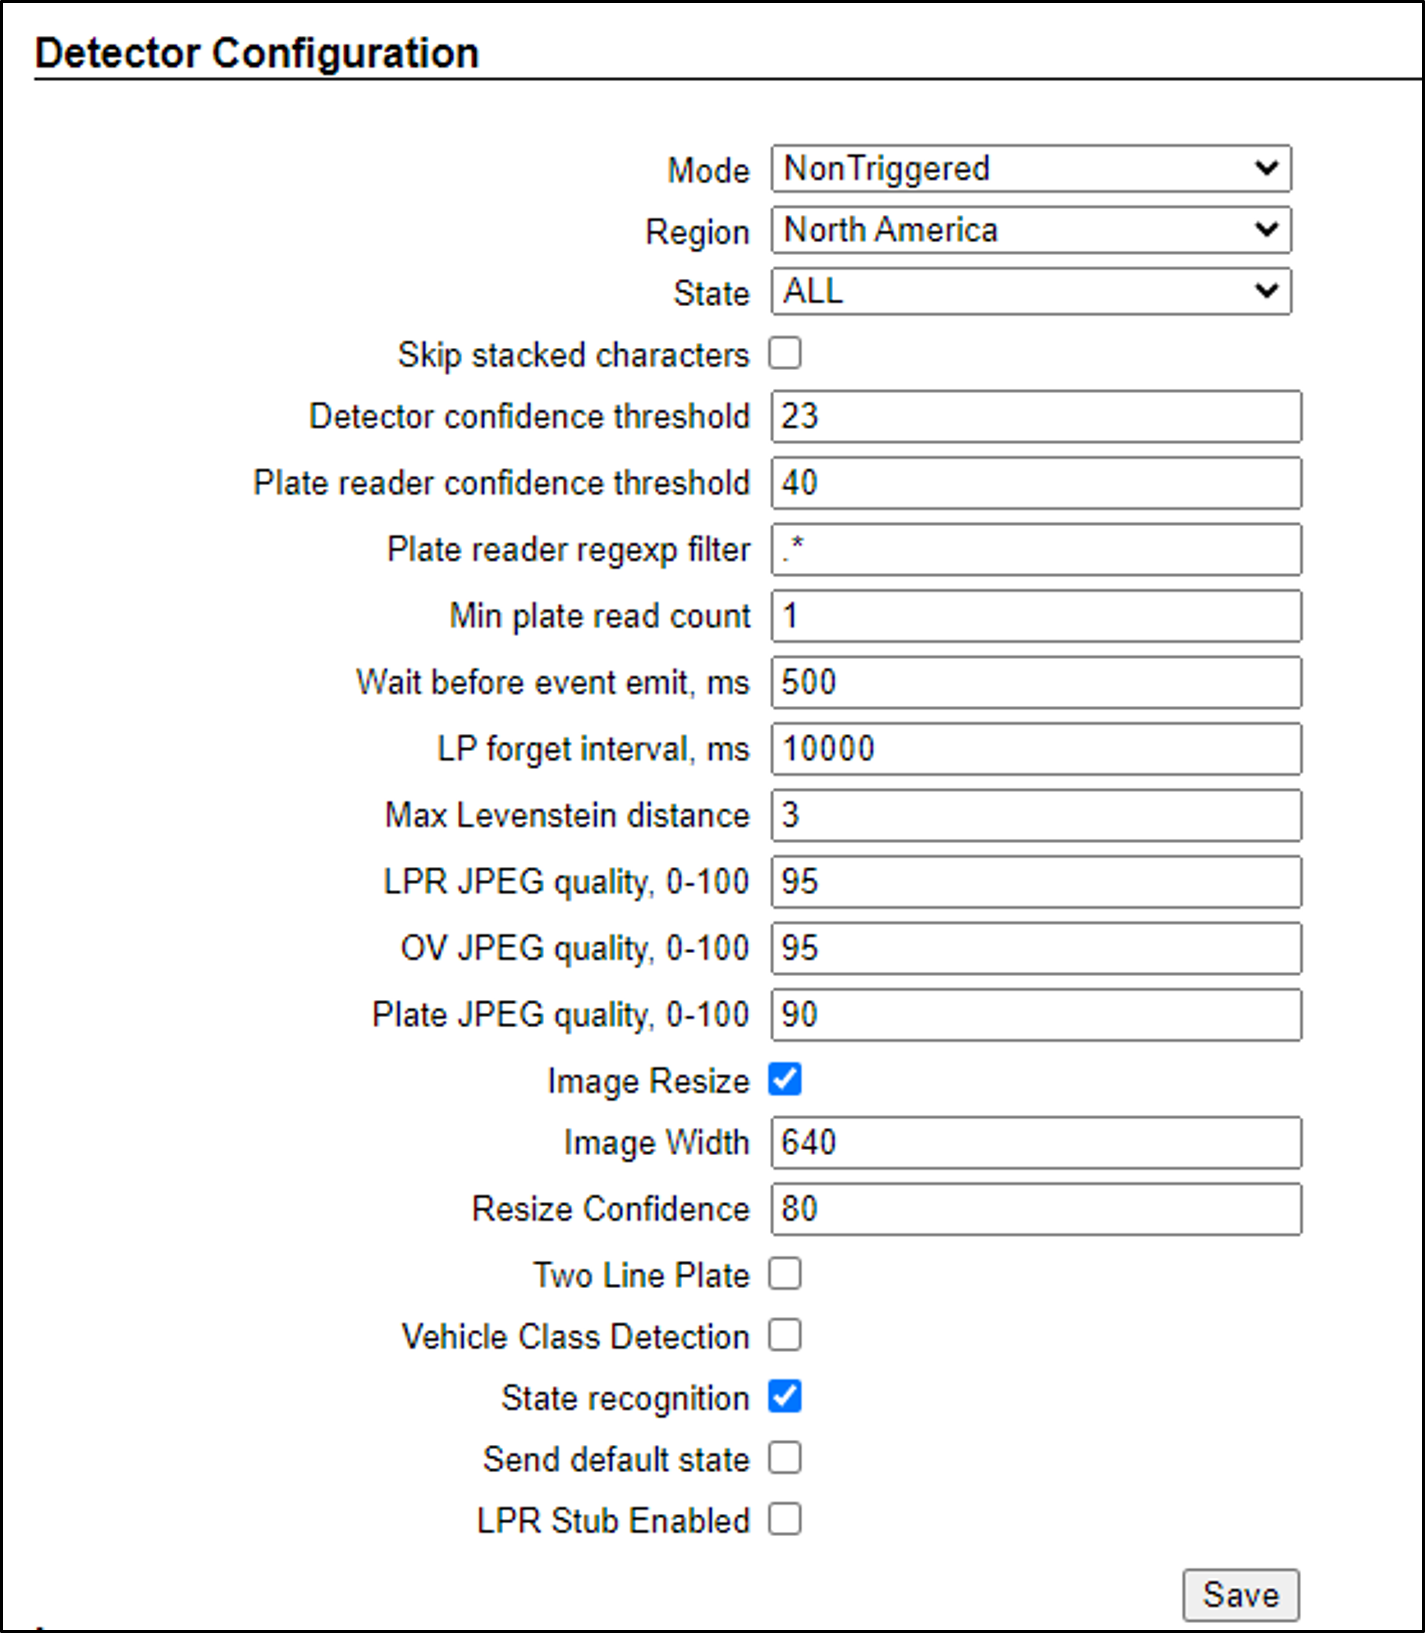 Detector Configuration
Mode NonTriggered
Region North America
State ALL
Skip stacked characters
Detector confidence threshold 23
Plate reader confidence threshold 40
Plate reader regexp filter .*
Min plate read count 1
Wait before event emit, ms 500
LP forget interval, ms 10000
Max Levenstein distance 3
LPR JPEG quality, 0-100 95
OV JPEG quality, 0-100 95
Plate JPEG quality, 0-100 90
Image Resize
Image Width 640
Resize Confidence 80
Two Line Plate
Vehicle Class Detection
State recognition
Send default state
LPR Stub Enabled
Save